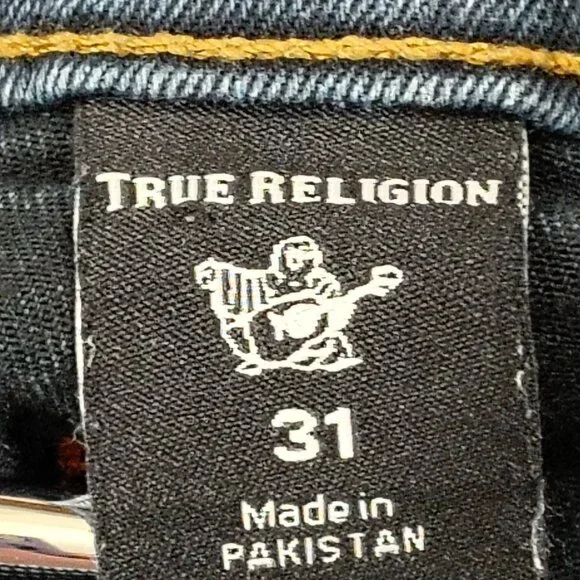 TRUE RELIGION
31
Made in
PAKISTAN